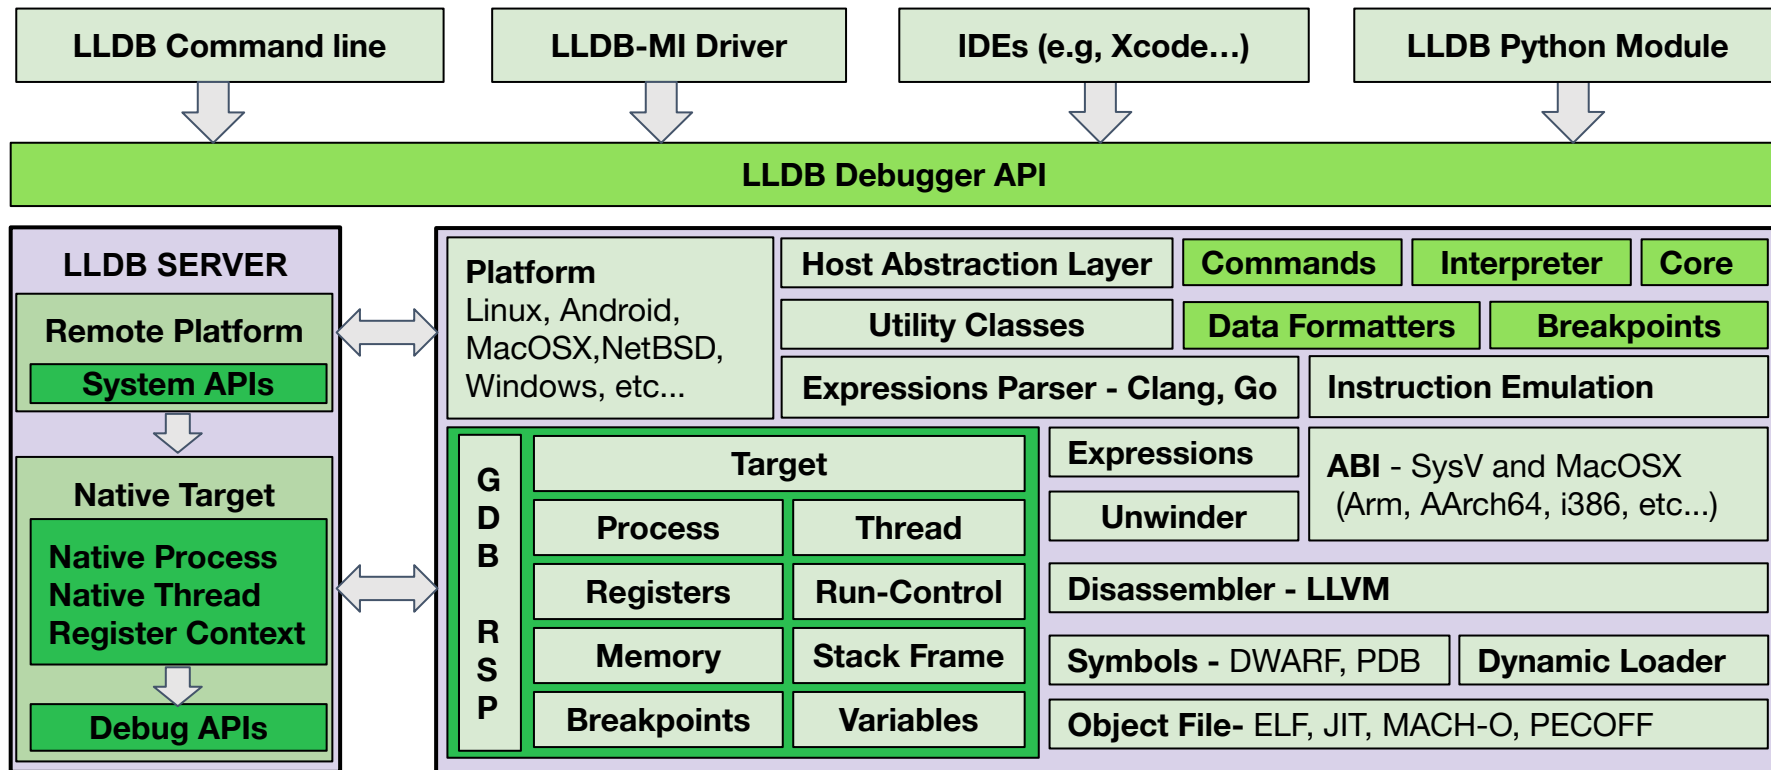 LLDB Command line
LLDB-MI Driver
IDEs (e.g, Xcode...)
LLDB Python Module
LLDB Debugger API
LLDB SERVER
Remote Platform
System APIs
Native Target
Native Process
Native Thread
Register Context
Debug APIs
Platform
Linux, Android,
MacOSX,NetBSD,
Windows, etc...
Host Abstraction Layer
Commands
Interpreter
Core
Utility Classes
Data Formatters
Breakpoints
Expressions Parser - Clang, Go
Instruction Emulation
G
D
B
R
S
P
Target
Process
Thread
Registers
Run-Control
Memory
Stack Frame
Breakpoints
Variables
Expressions
Unwinder
ABI - SysV and MacOSX
(Arm, AArch64, i386, etc...)
Disassembler - LLVM
Symbols - DWARF, PDB
Dynamic Loader
Object File- ELF, JIT, MACH-O, PECOFF